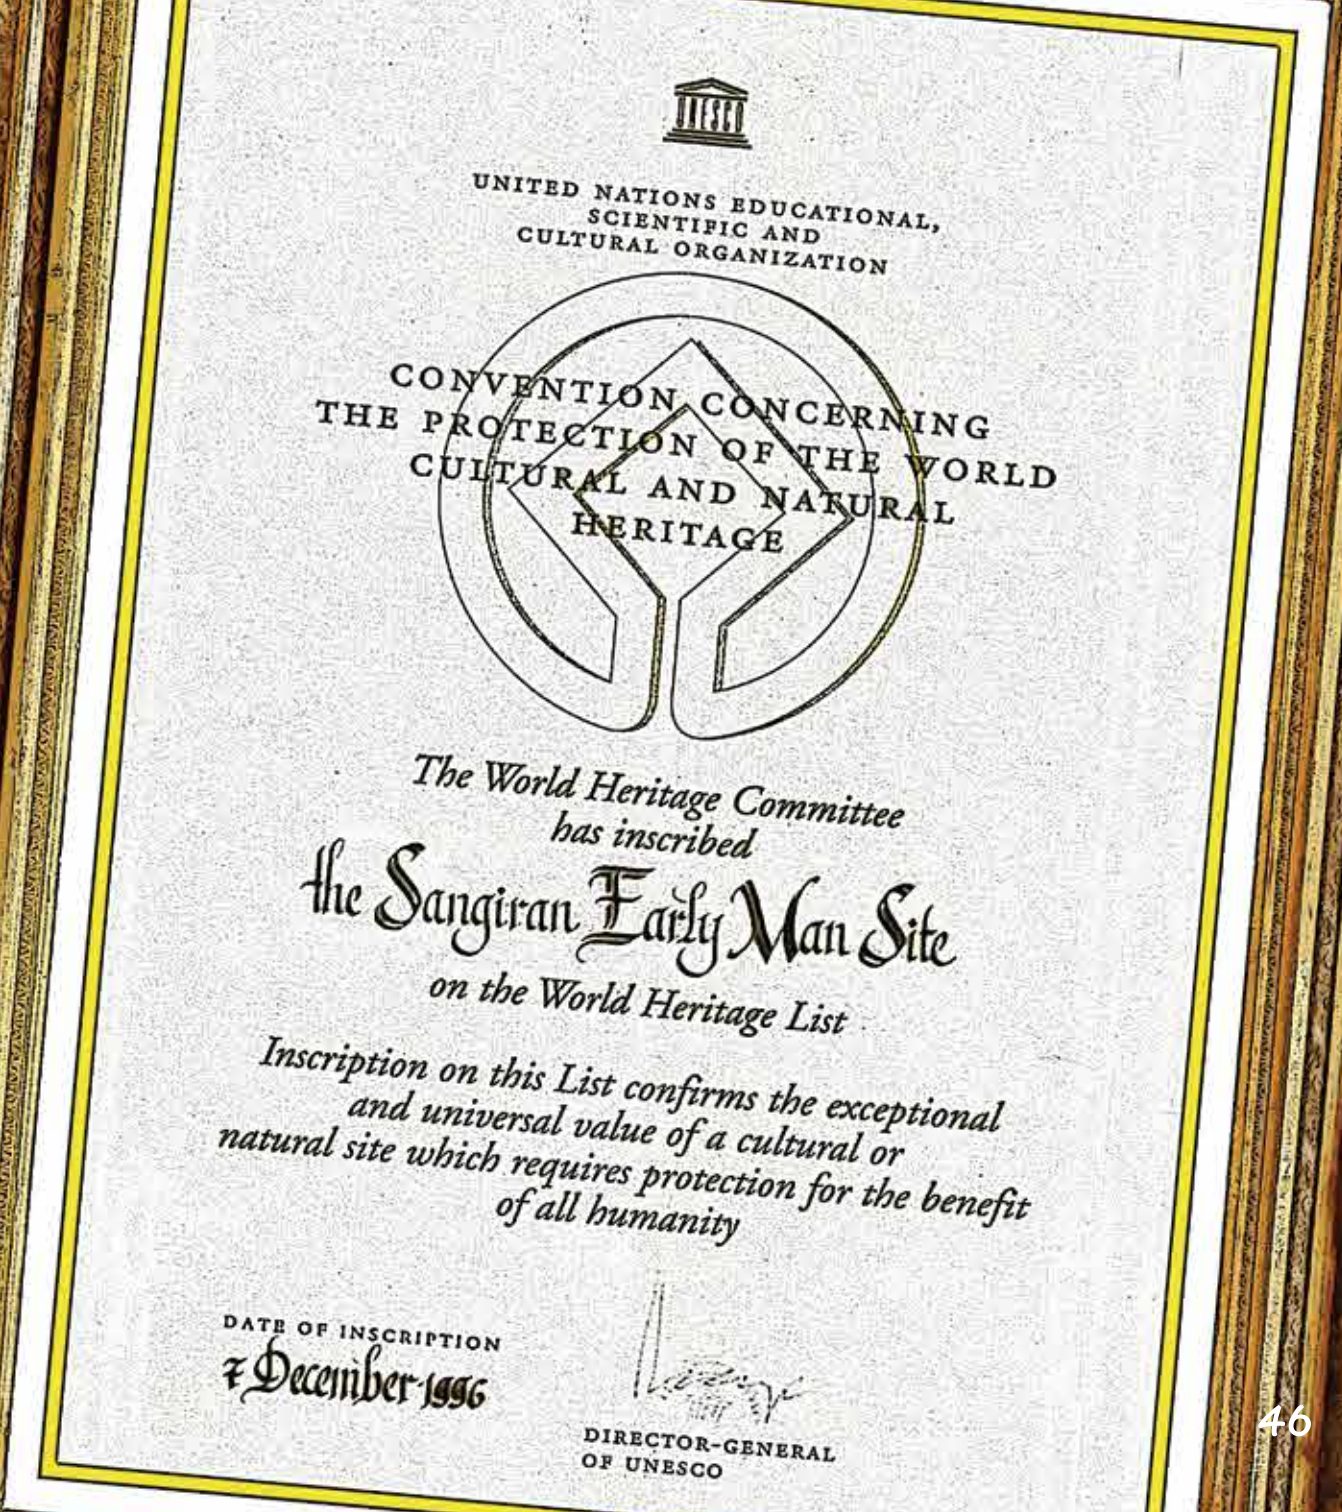 UNESCO
UNITED NATIONS EDUCATIONAL,
SCIENTIFIC AND
CULTURAL ORGANIZATION
CONVENTION CONCERNING
THE PROTECTION OF THE WORLD
CULTURAL AND NATURAL
HERITAGE
The World Heritage Committee
has inscribed
the Sangiran Early Man Site
on the World Heritage List
Inscription on this List confirms the exceptional
and universal value of a cultural or
natural site which requires protection for the benefit
of all humanity
DATE OF INSCRIPTION
7 December 1996
DIRECTOR-GENERAL
OF UNESCO
46